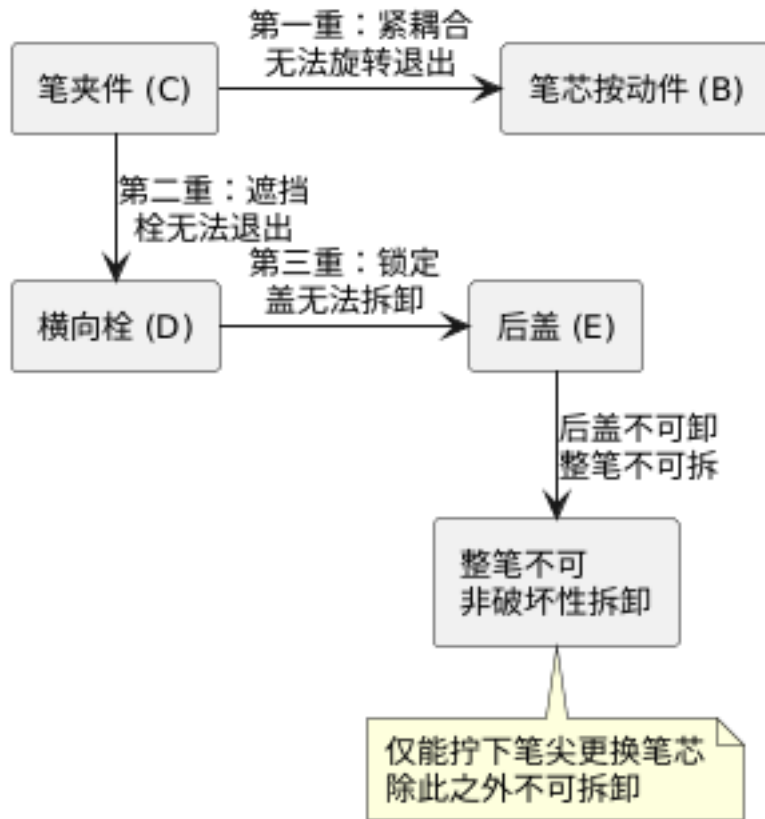 第一重：紧耦合
无法旋转退出
笔夹件 (C)
笔芯按动件 (B)
第二重：遮挡
栓无法退出
第三重：锁定
盖无法拆卸
横向栓 (D)
后盖 (E)
后盖不可卸
整笔不可拆
整笔不可
非破坏性拆卸
仅能拧下笔尖更换笔芯
除此之外不可拆卸